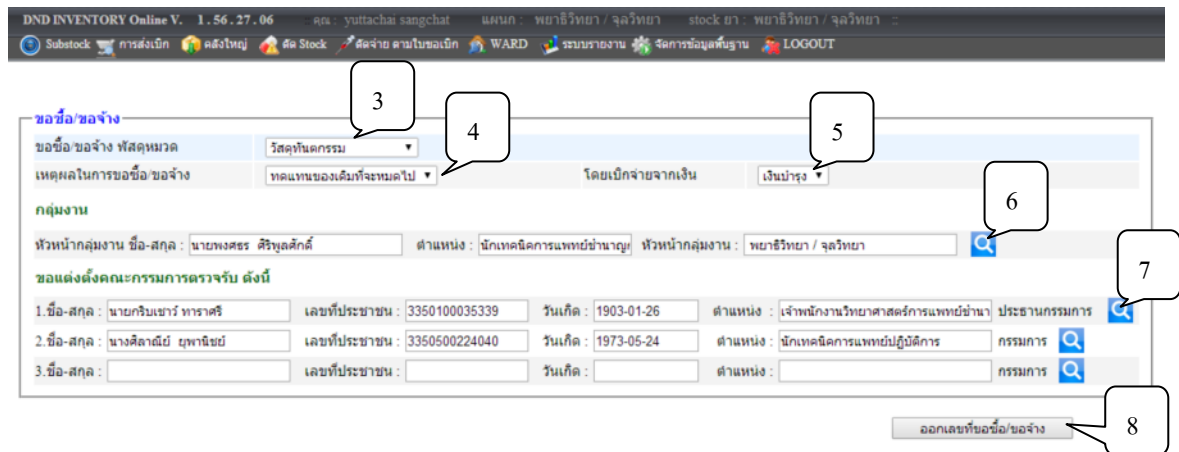 DND INVENTORY Online V. 1.56.27.06 :: คุณ : yuttachai sangchat แผนก : พยาธิวิทยา / จุลวิทยา stock ยา : พยาธิวิทยา / จุลวิทยา ::
Substock การส่งเบิก คลังใหญ่ ตัด Stock ตัดจ่าย ตามใบขอเบิก WARD ระบบรายงาน จัดการข้อมูลพื้นฐาน LOGOUT
3
4
5
ขอซื้อ/ขอจ้าง
ขอซื้อ/ขอจ้าง พัสดุหมวด วัสดุทันตกรรม
เหตุผลในการขอซื้อ/ขอจ้าง ทดแทนของเดิมที่จะหมดไป โดยเบิกจ่ายจากเงิน เงินบำรุง
6
กลุ่มงาน
หัวหน้ากลุ่มงาน ชื่อ-สกุล : นายพงศธร ศิริพูลศักดิ์ ตำแหน่ง : นักเทคนิคการแพทย์ชำนาญก หัวหน้ากลุ่มงาน : พยาธิวิทยา / จุลวิทยา
7
ขอแต่งตั้งคณะกรรมการตรวจรับ ดังนี้
1.ชื่อ-สกุล : นายกริบเชาว์ ทาราศรี เลขที่ประชาชน : 3350100035339 วันเกิด : 1903-01-26 ตำแหน่ง : เจ้าพนักงานวิทยาศาสตร์การแพทย์ชำนา ประธานกรรมการ
2.ชื่อ-สกุล : นางศีลาณีย์ ยุพานิชย์ เลขที่ประชาชน : 3350500224040 วันเกิด : 1973-05-24 ตำแหน่ง : นักเทคนิคการแพทย์ปฏิบัติการ กรรมการ
3.ชื่อ-สกุล : เลขที่ประชาชน : วันเกิด : ตำแหน่ง : กรรมการ
ออกเลขที่ขอซื้อ/ขอจ้าง 8